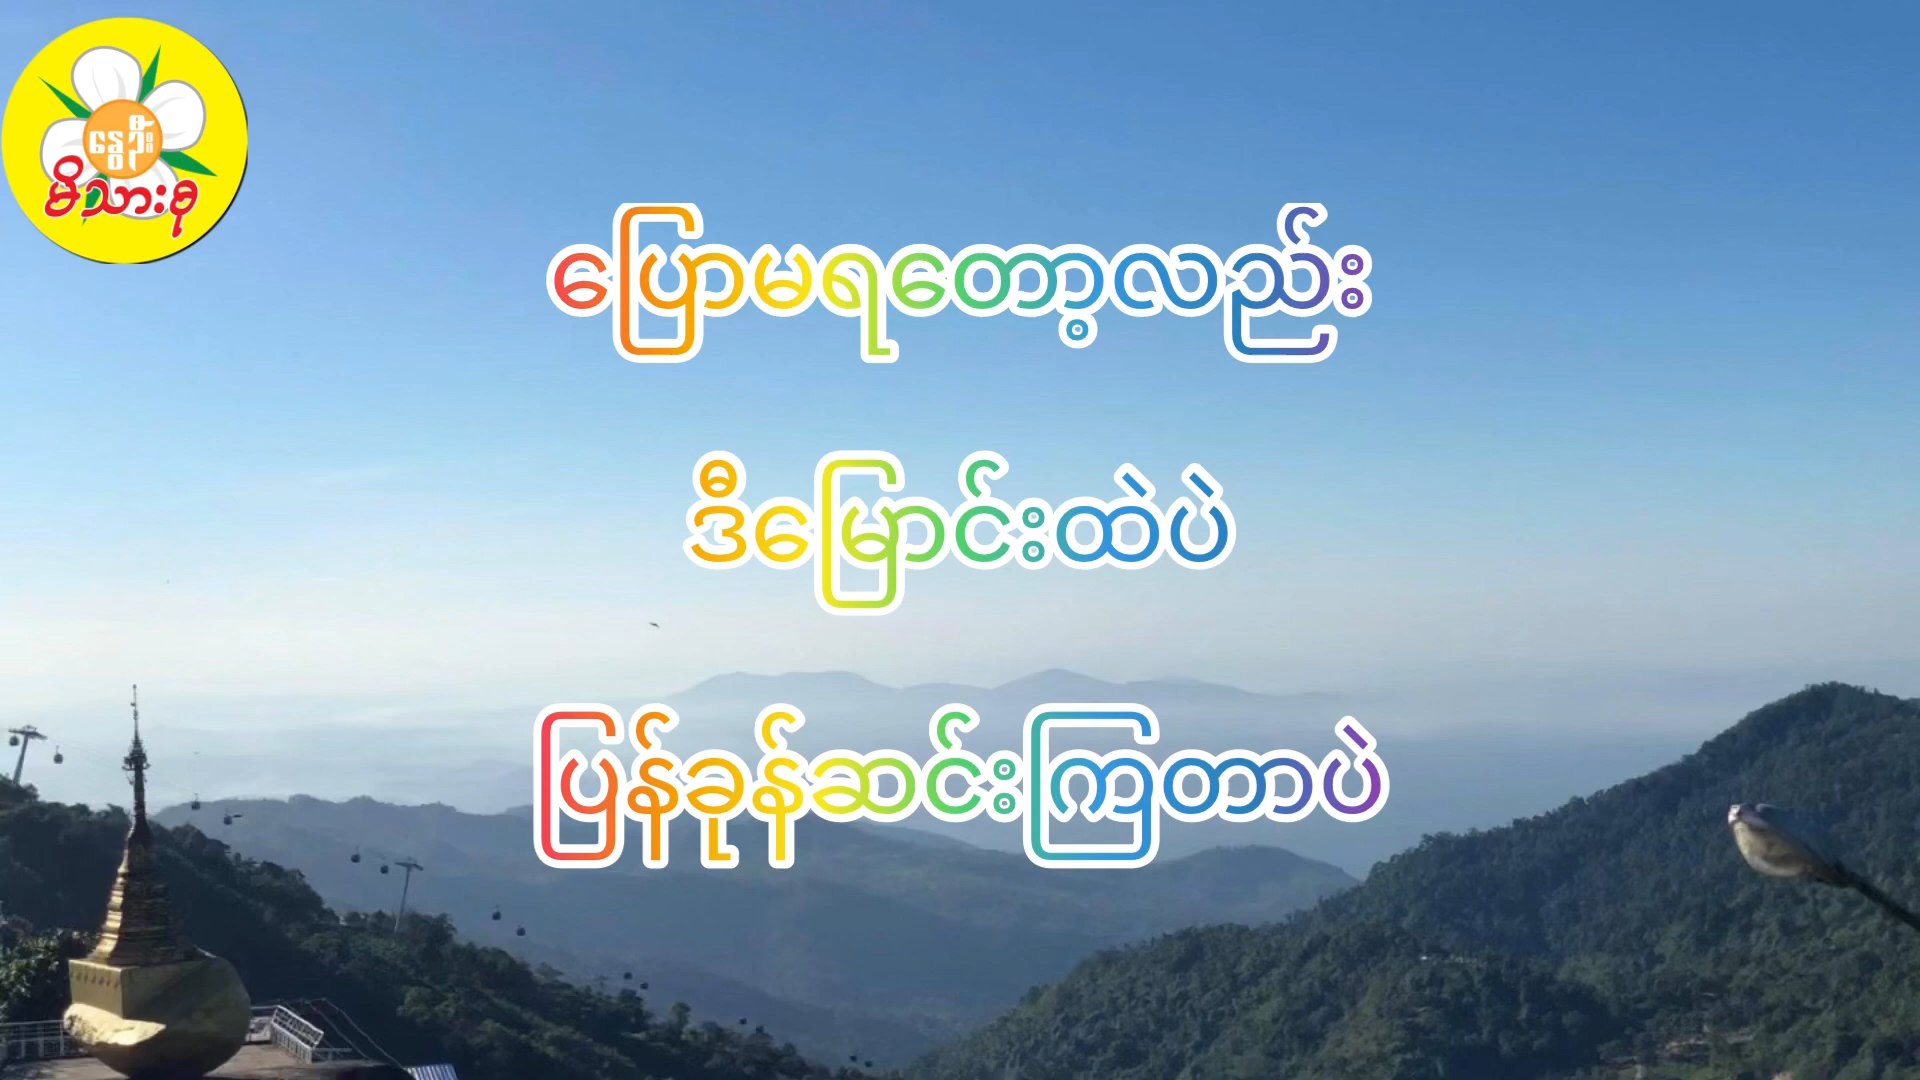 နွေဦး
မိသားစု
ပြောမရတော့လည်း
ဒီမြောင်းထဲပဲ
ပြန်ခုန်ဆင်းကြတာပဲ